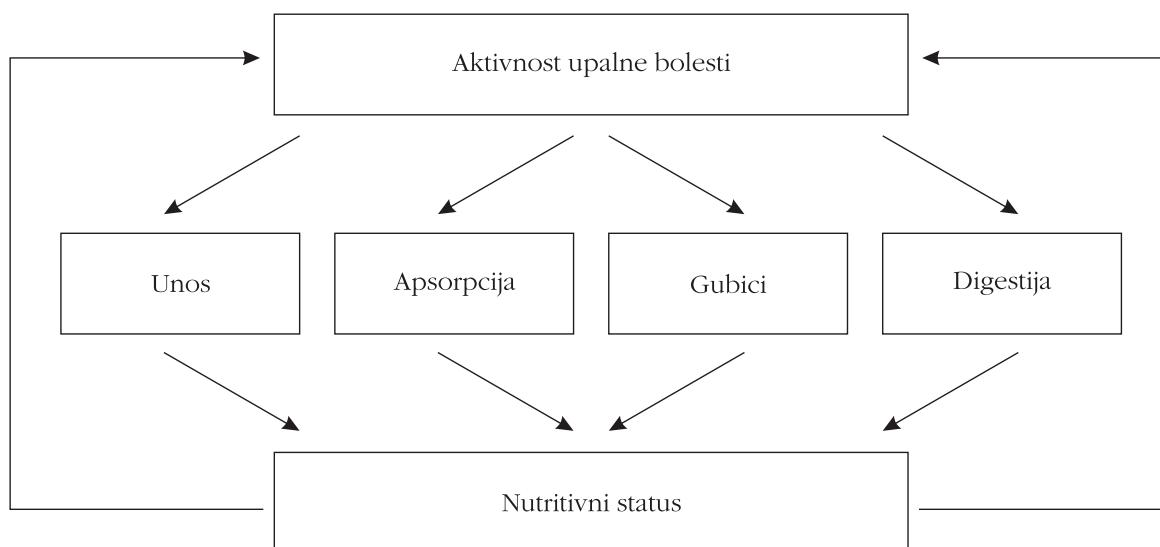 Aktivnost upalne bolesti
Unos
Apsorpcija
Gubici
Digestija
Nutritivni status